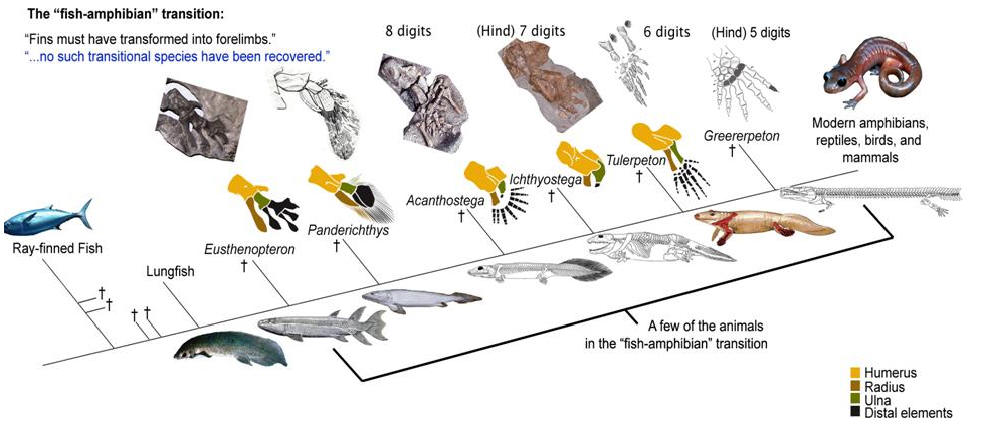 The "fish-amphibian" transition:
"Fins must have transformed into forelimbs."
"...no such transitional species have been recovered."
8 digits
(Hind) 7 digits
6 digits
(Hind) 5 digits
Modern amphibians,
reptiles, birds, and
mammals
Greererpeton
†
Tulerpeton
†
Ichthyostega
†
Acanthostega
†
Panderichthys
†
Eusthenopteron
†
Ray-finned Fish
Lungfish
†
†
† †
A few of the animals
in the "fish-amphibian" transition
Humerus
Radius
Ulna
Distal elements